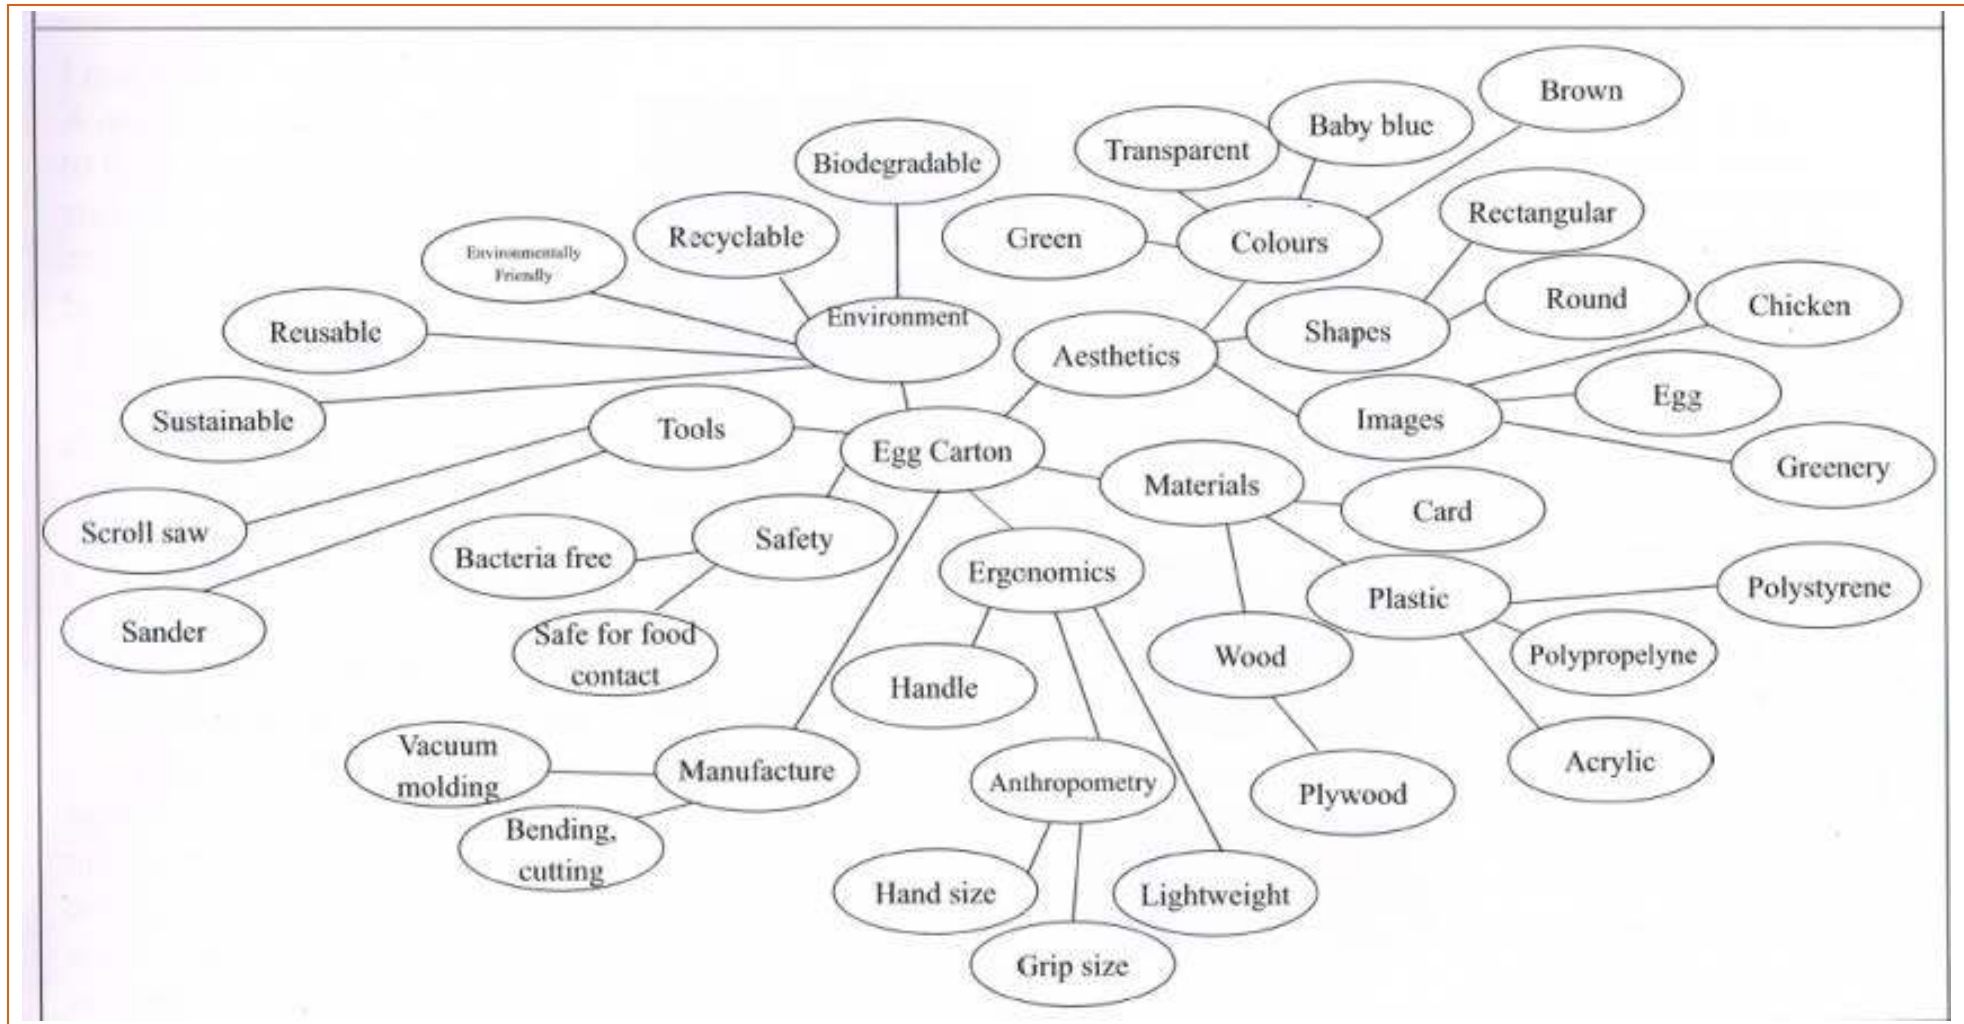 Brown
Baby blue
Transparent
Biodegradable
Rectangular
Recyclable
Green
Colours
Environmentally
Friendly
Round
Chicken
Environment
Reusable
Shapes
Aesthetics
Egg
Images
Sustainable
Tools
Egg Carton
Greenery
Materials
Card
Scroll saw
Safety
Bacteria free
Ergonomics
Plastic
Polystyrene
Sander
Safe for food
contact
Wood
Polypropelyne
Handle
Vacuum
molding
Manufacture
Acrylic
Anthropometry
Plywood
Bending,
cutting
Hand size
Lightweight
Grip size